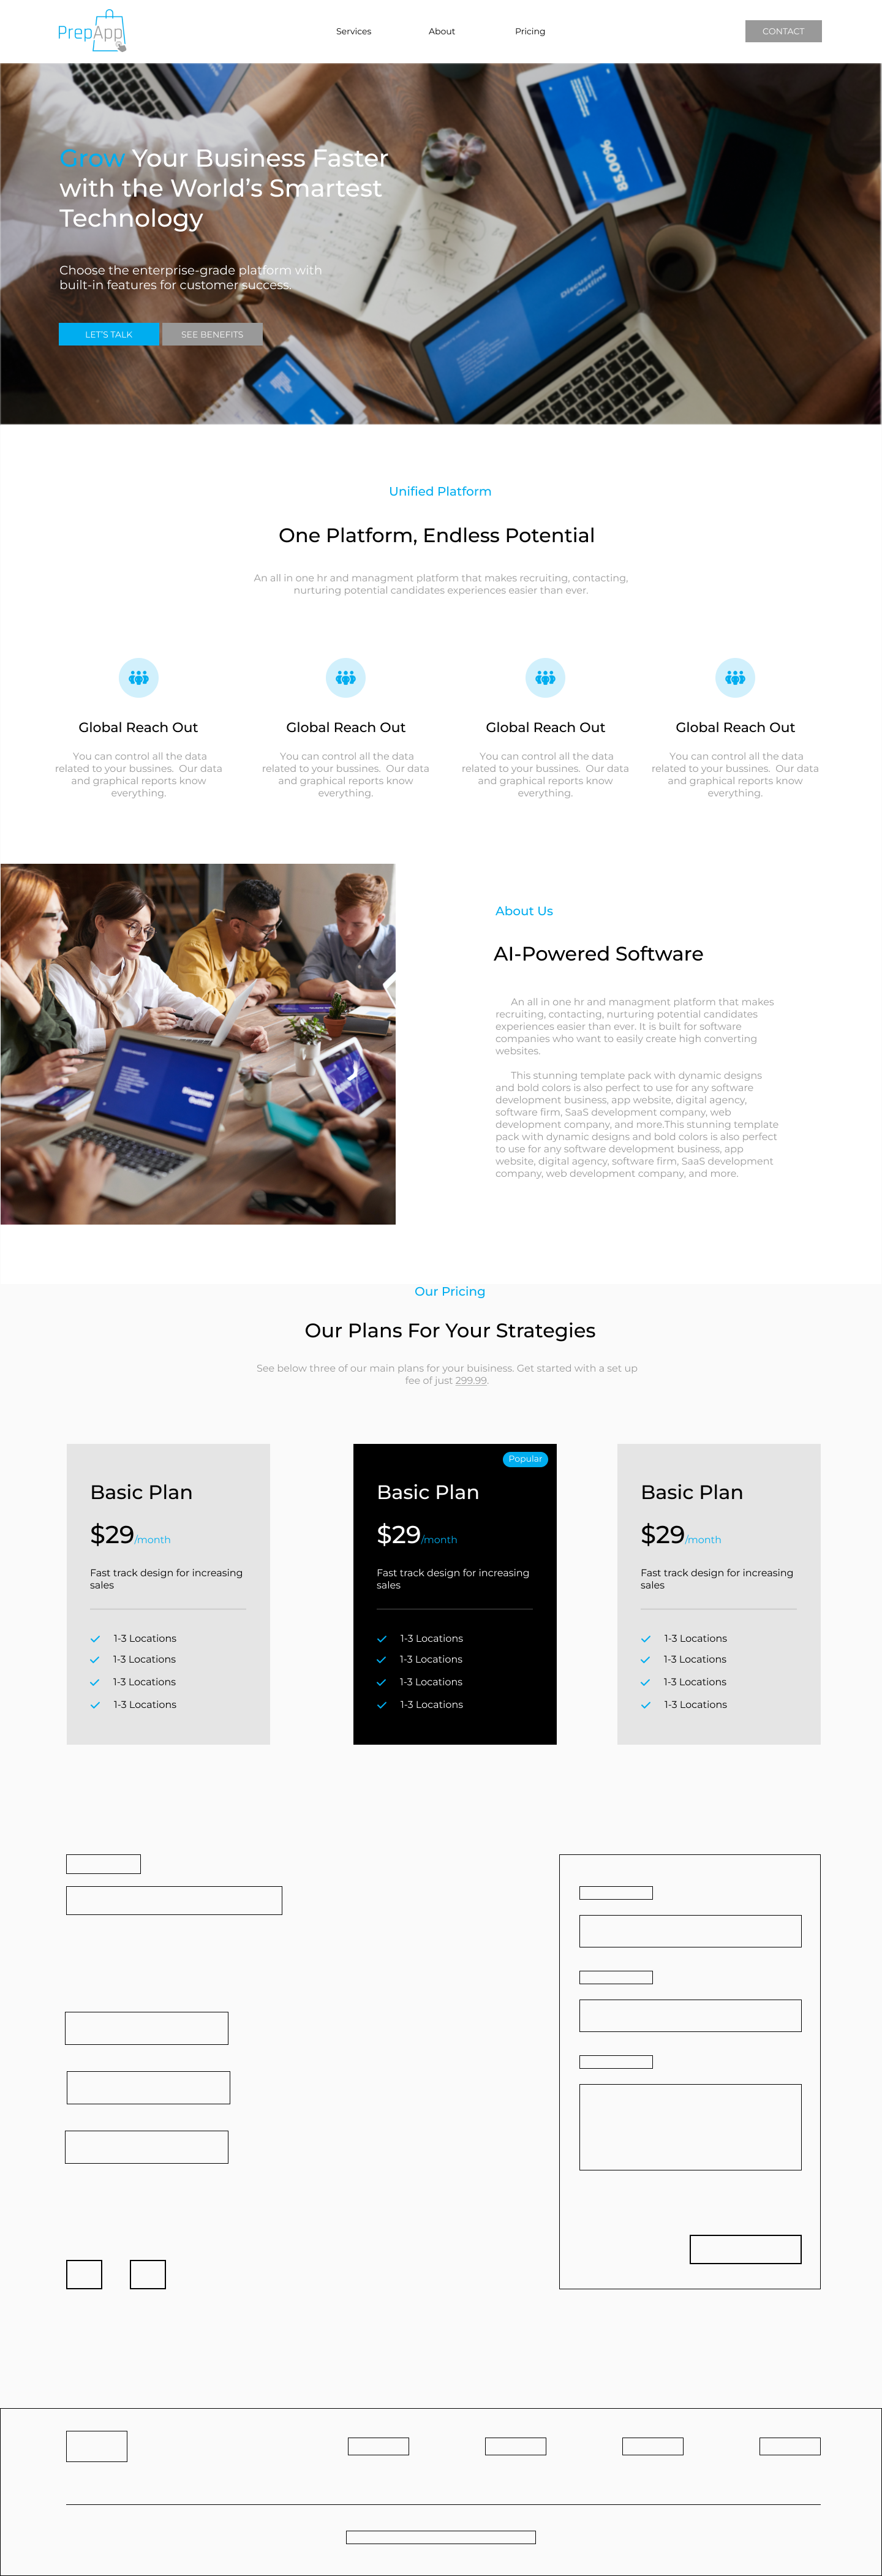 PrepApp
Services
About
Pricing
CONTACT
Grow Your Business Faster
with the World's Smartest
Technology
Choose the enterprise-grade platform with
built-in features for customer success.
LET'S TALK
SEE BENEFITS
85.00%
Discussion
Outline
Unified Platform
One Platform, Endless Potential
An all in one hr and managment platform that makes recruiting, contacting,
nurturing potential candidates experiences easier than ever.
Global Reach Out
You can control all the data
related to your bussines. Our data
and graphical reports know
everything.
Global Reach Out
You can control all the data
related to your bussines. Our data
and graphical reports know
everything.
Global Reach Out
You can control all the data
related to your bussines. Our data
and graphical reports know
everything.
Global Reach Out
You can control all the data
related to your bussines. Our data
and graphical reports know
everything.
About Us
AI-Powered Software
An all in one hr and managment platform that makes
recruiting, contacting, nurturing potential candidates
experiences easier than ever. It is built for software
companies who want to easily create high converting
websites.
This stunning template pack with dynamic designs
and bold colors is also perfect to use for any software
development business, app website, digital agency,
software firm, SaaS development company, web
development company, and more.This stunning template
pack with dynamic designs and bold colors is also perfect
to use for any software development business, app
website, digital agency, software firm, SaaS development
company, web development company, and more.
Our Pricing
Our Plans For Your Strategies
See below three of our main plans for your buisiness. Get started with a set up
fee of just 299.99.
Basic Plan
$29/month
Fast track design for increasing
sales
1-3 Locations
1-3 Locations
1-3 Locations
1-3 Locations
Popular
Basic Plan
$29/month
Fast track design for increasing
sales
1-3 Locations
1-3 Locations
1-3 Locations
1-3 Locations
Basic Plan
$29/month
Fast track design for increasing
sales
1-3 Locations
1-3 Locations
1-3 Locations
1-3 Locations